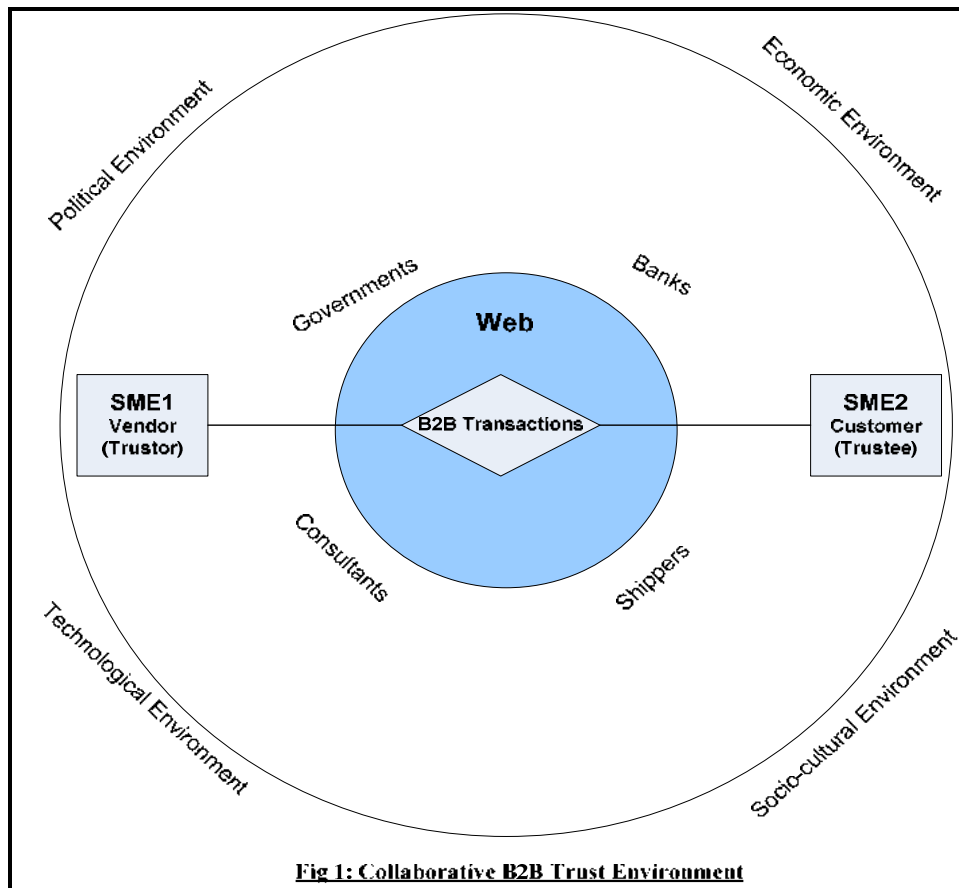 Political Environment
Economic Environment
Governments
Banks
Web
SME1
Vendor
(Trustor)
B2B Transactions
SME2
Customer
(Trustee)
Consultants
Shippers
Technological Environment
Socio-cultural Environment
Fig 1: Collaborative B2B Trust Environment